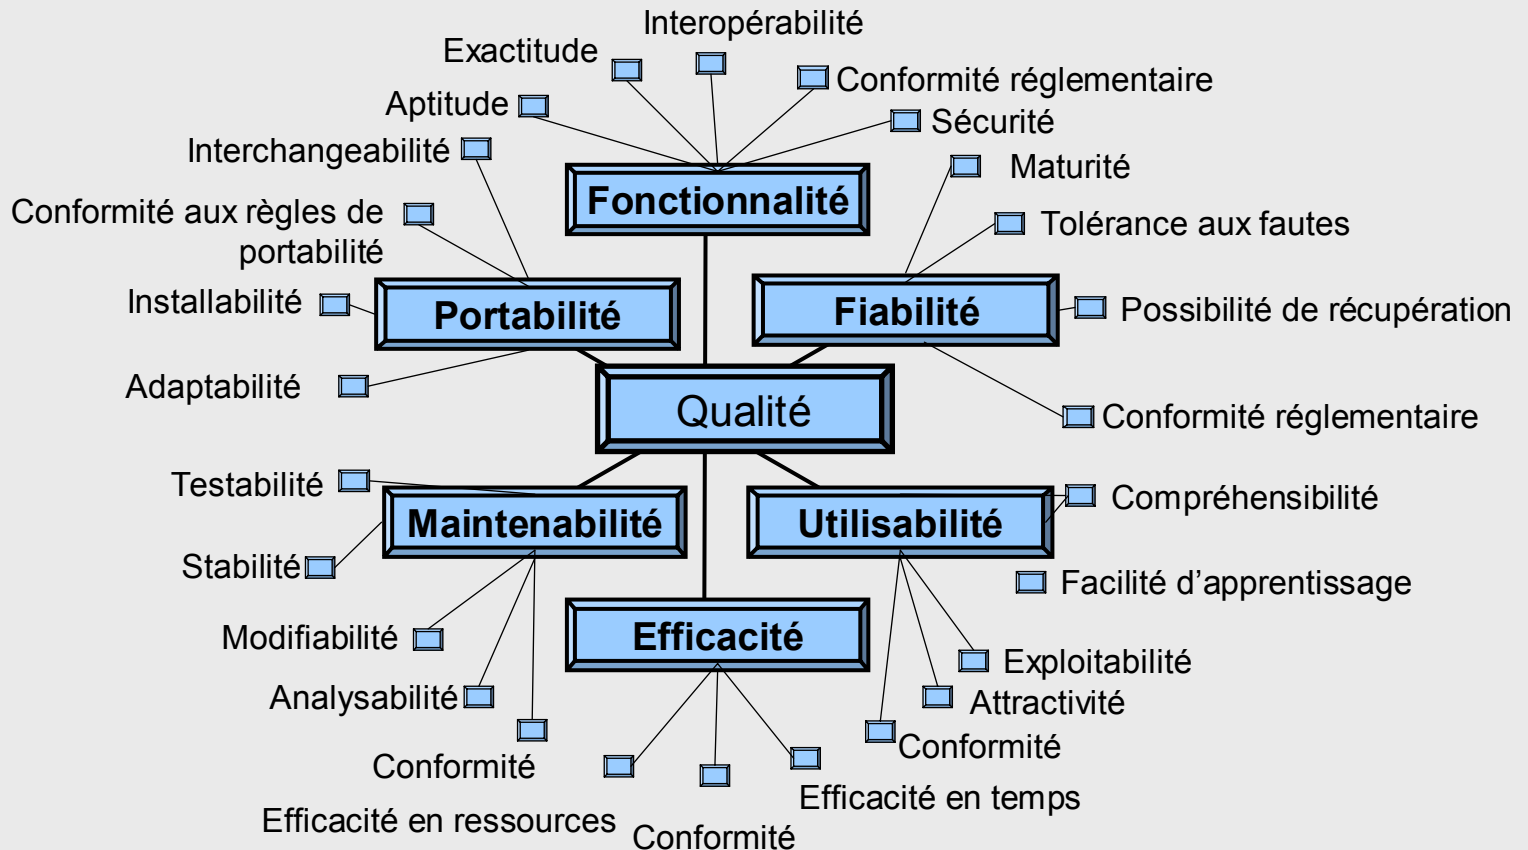 Interopérabilité
Exactitude
Conformité réglementaire
Aptitude
Sécurité
Interchangeabilité
Maturité
Fonctionnalité
Conformité aux règles de
portabilité
Tolérance aux fautes
Installabilité
Portabilité
Fiabilité
Possibilité de récupération
Adaptabilité
Qualité
Conformité réglementaire
Testabilité
Compréhensibilité
Maintenabilité
Utilisabilité
Stabilité
Facilité d’apprentissage
Modifiabilité
Efficacité
Exploitabilité
Analysabilité
Attractivité
Conformité
Conformité
Efficacité en temps
Efficacité en ressources
Conformité